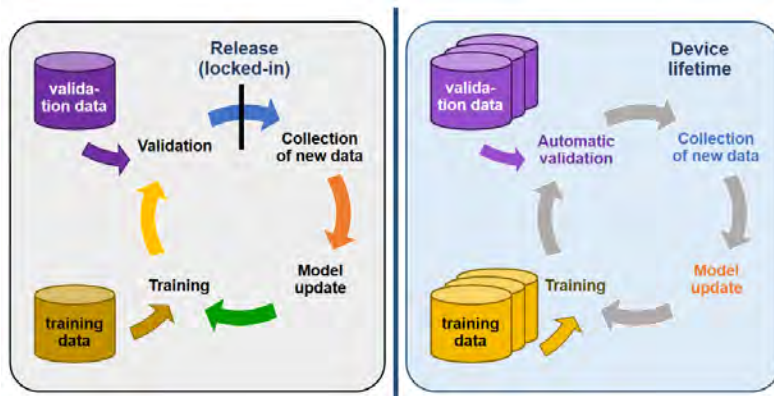 Release
(locked-in)
valida-
tion data
Validation
Collection
of new data
Training
Model
update
training
data
Device
lifetime
valida-
tion data
Automatic
validation
Collection
of new data
Training
Model
update
training
data